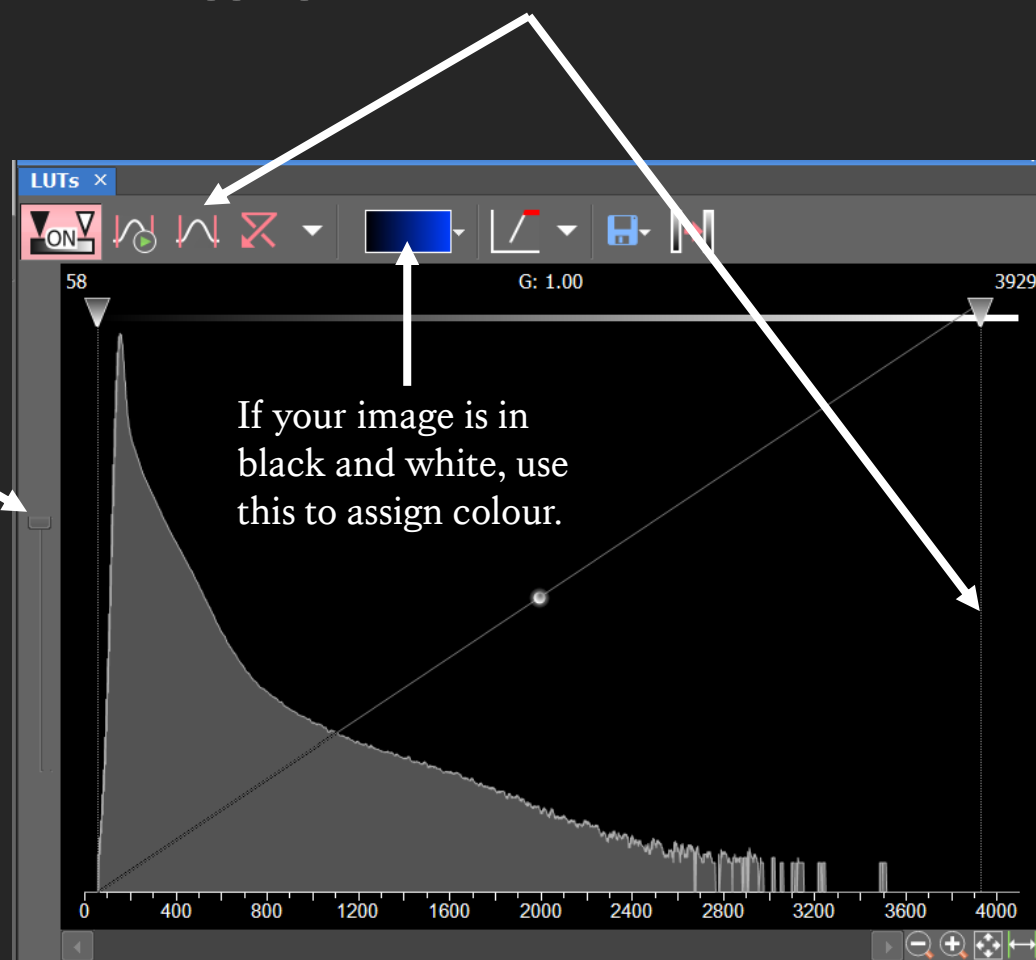 LUTs ×
ON
58 G: 1.00 3929
If your image is in
black and white, use
this to assign colour.
0 400 800 1200 1600 2000 2400 2800 3200 3600 4000